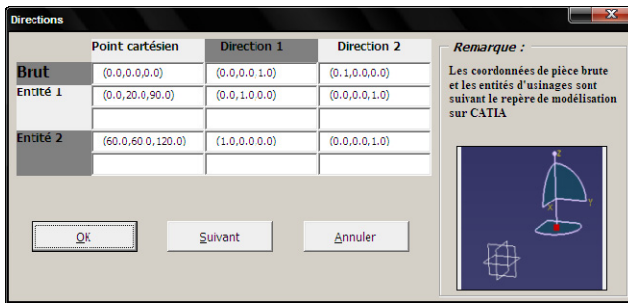 Directions
Point cartésien Direction 1 Direction 2
Brut (0.0,0.0,0.0) (0.0,0.0,1.0) (0.1,0.0,0.0)
Entité 1 (0.0,20.0,90.0) (0.0,1.0,0.0) (0.0,0.0,1.0)
Entité 2 (60.0,60.0,120.0) (1.0,0.0,0.0) (0.0,0.0,1.0)
OK Suivant Annuler
Remarque :
Les coordonnées de pièce brute
et les entités d'usinages sont
suivant le repère de modélisation
sur CATIA
Z
X Y